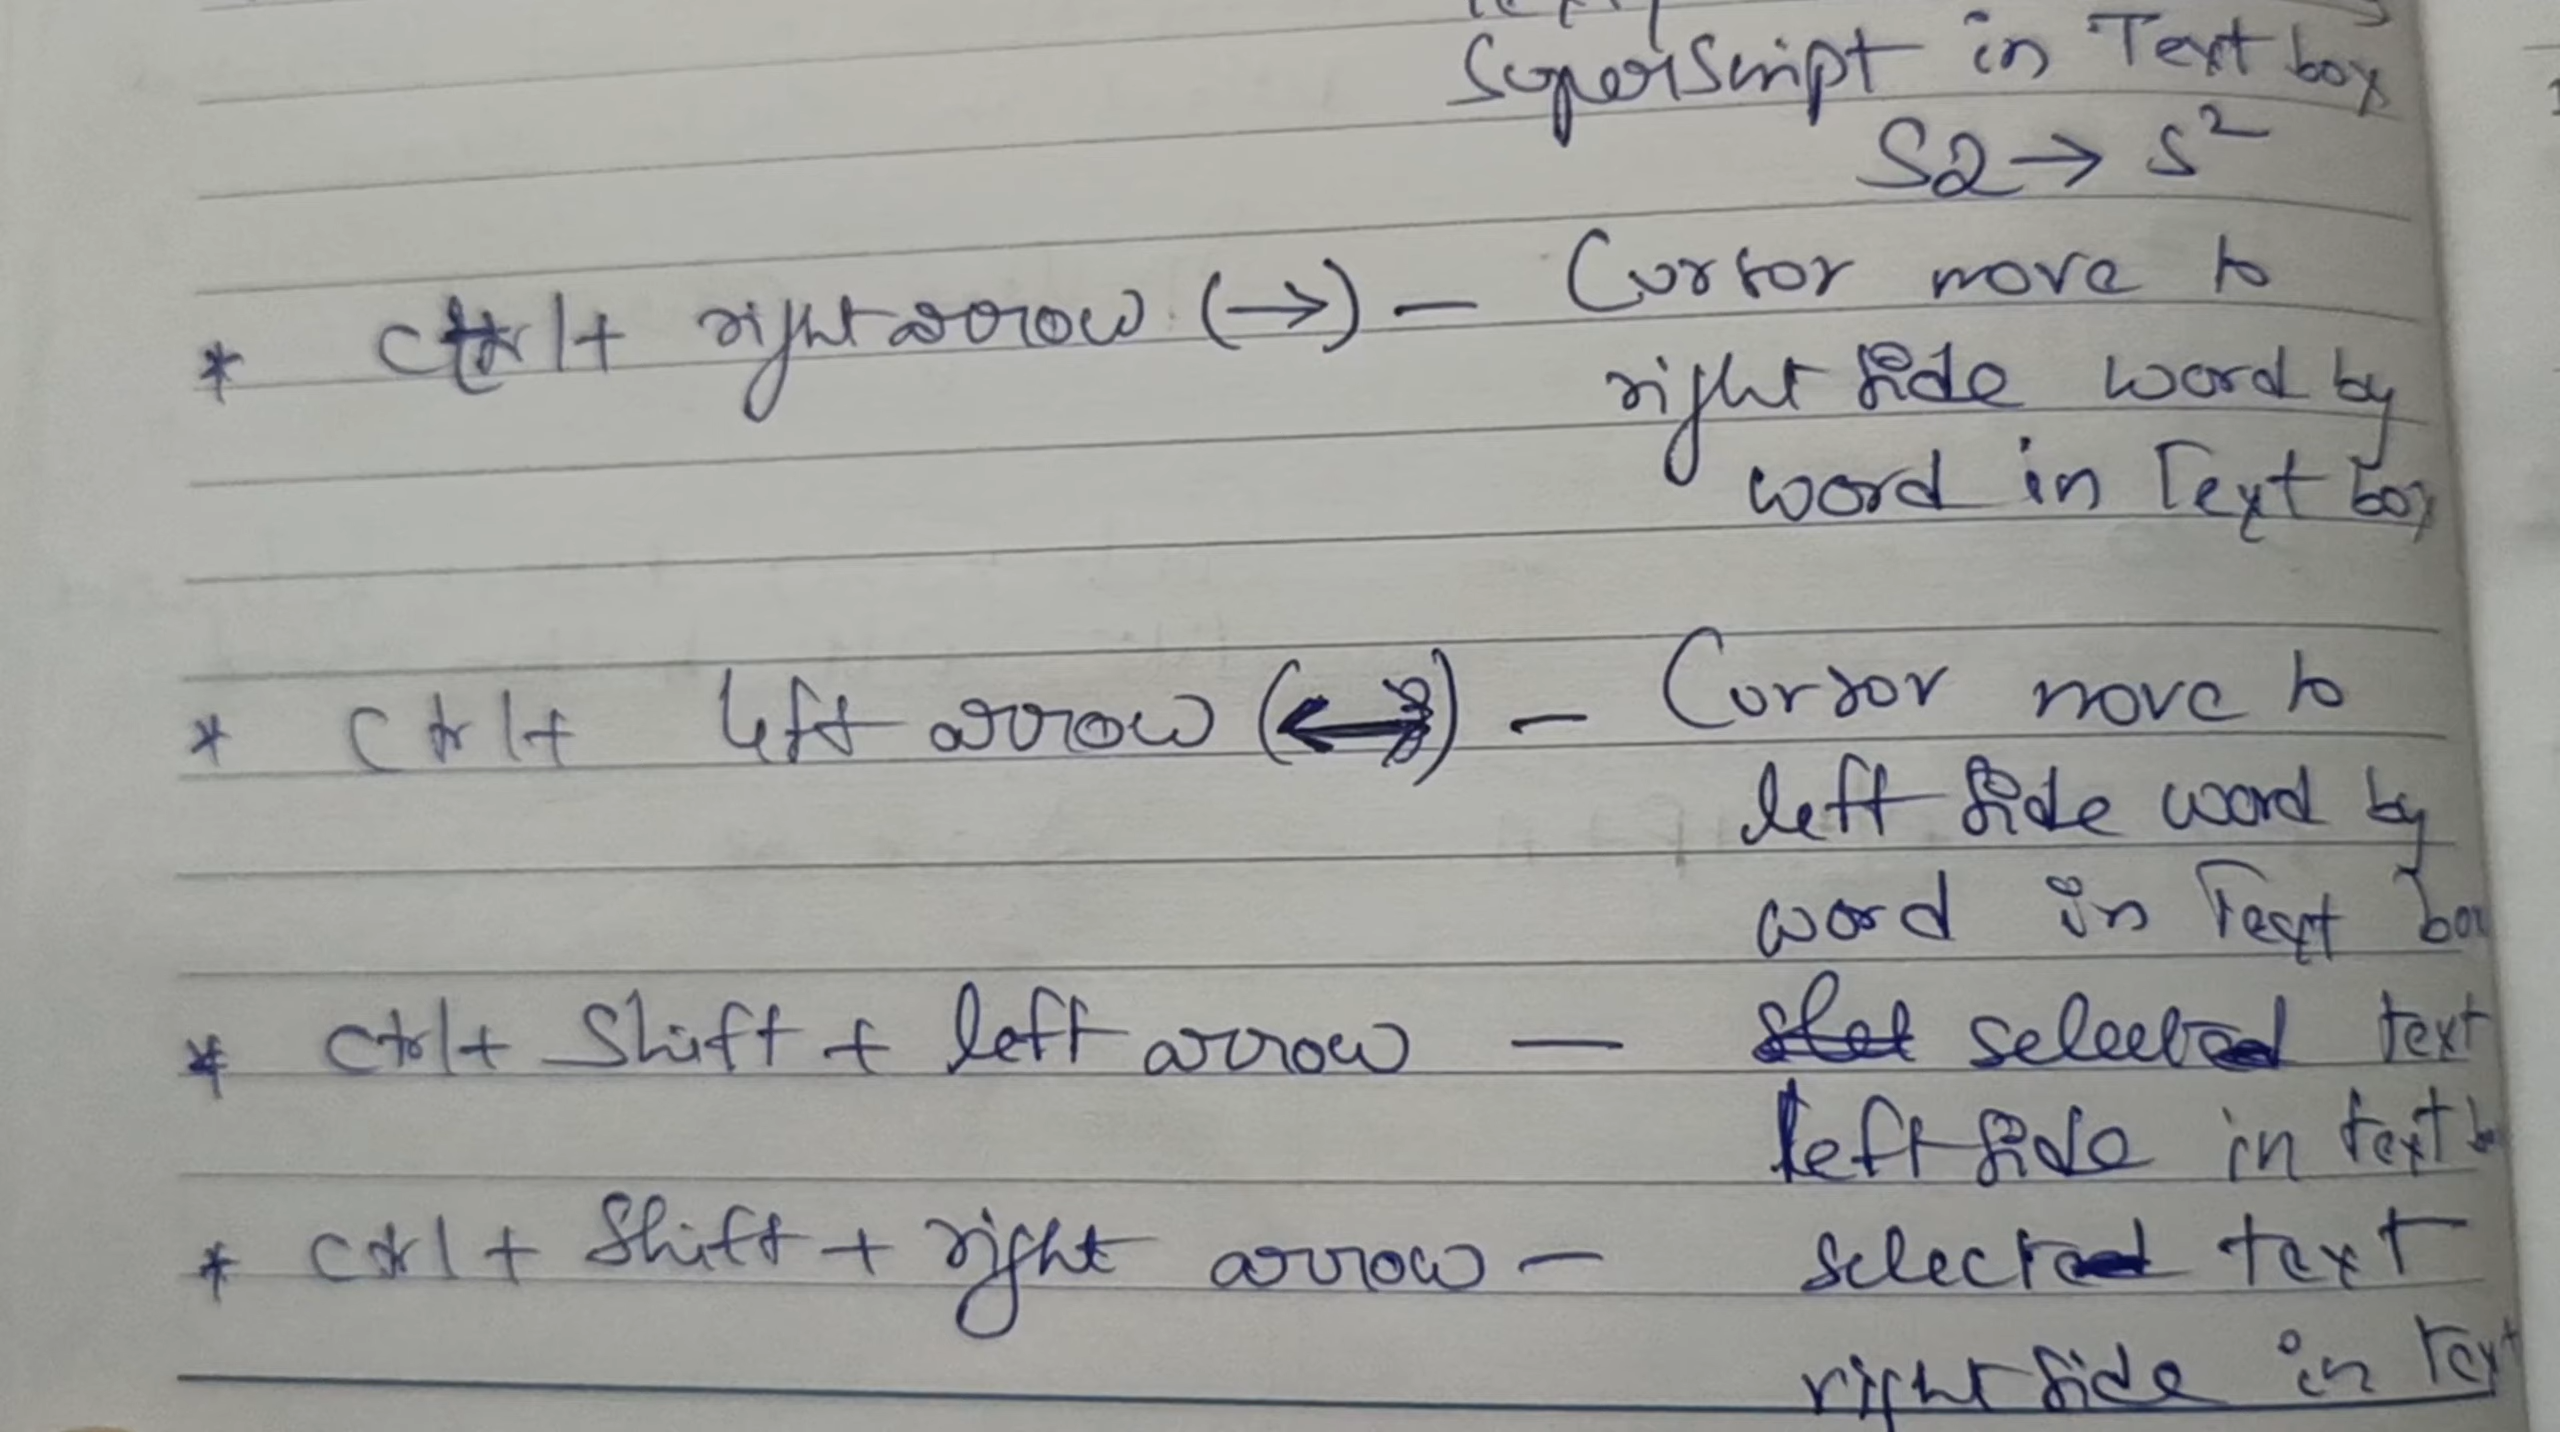 Superscript in Text box
S2 → s²
* Ctrl+ right arrow (→) - Cursor move to
right side word by
word in Text box
* Ctrl+ left arrow (←) - Cursor move to
left side word by
word in Text box
* Ctrl+ Shift + left arrow - select text
left side in text
* Ctrl + Shift + right arrow - select text
right side in Text